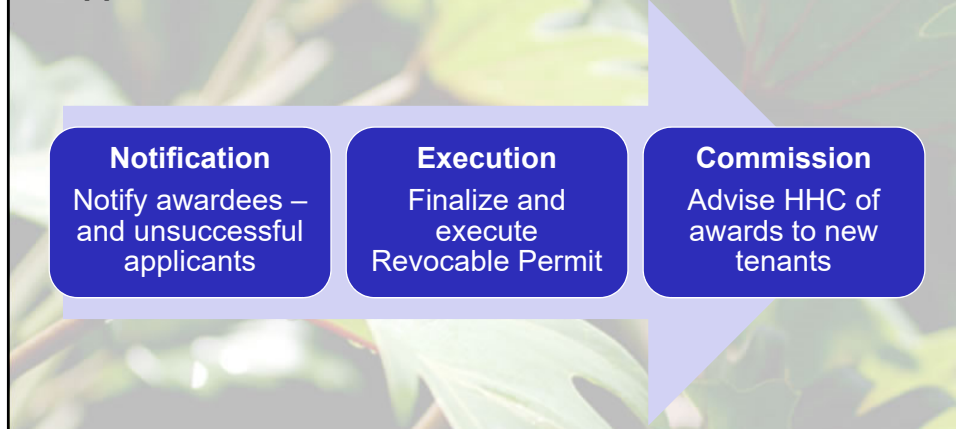 Notification
Notify awardees –
and unsuccessful
applicants
Execution
Finalize and
execute
Revocable Permit
Commission
Advise HHC of
awards to new
tenants